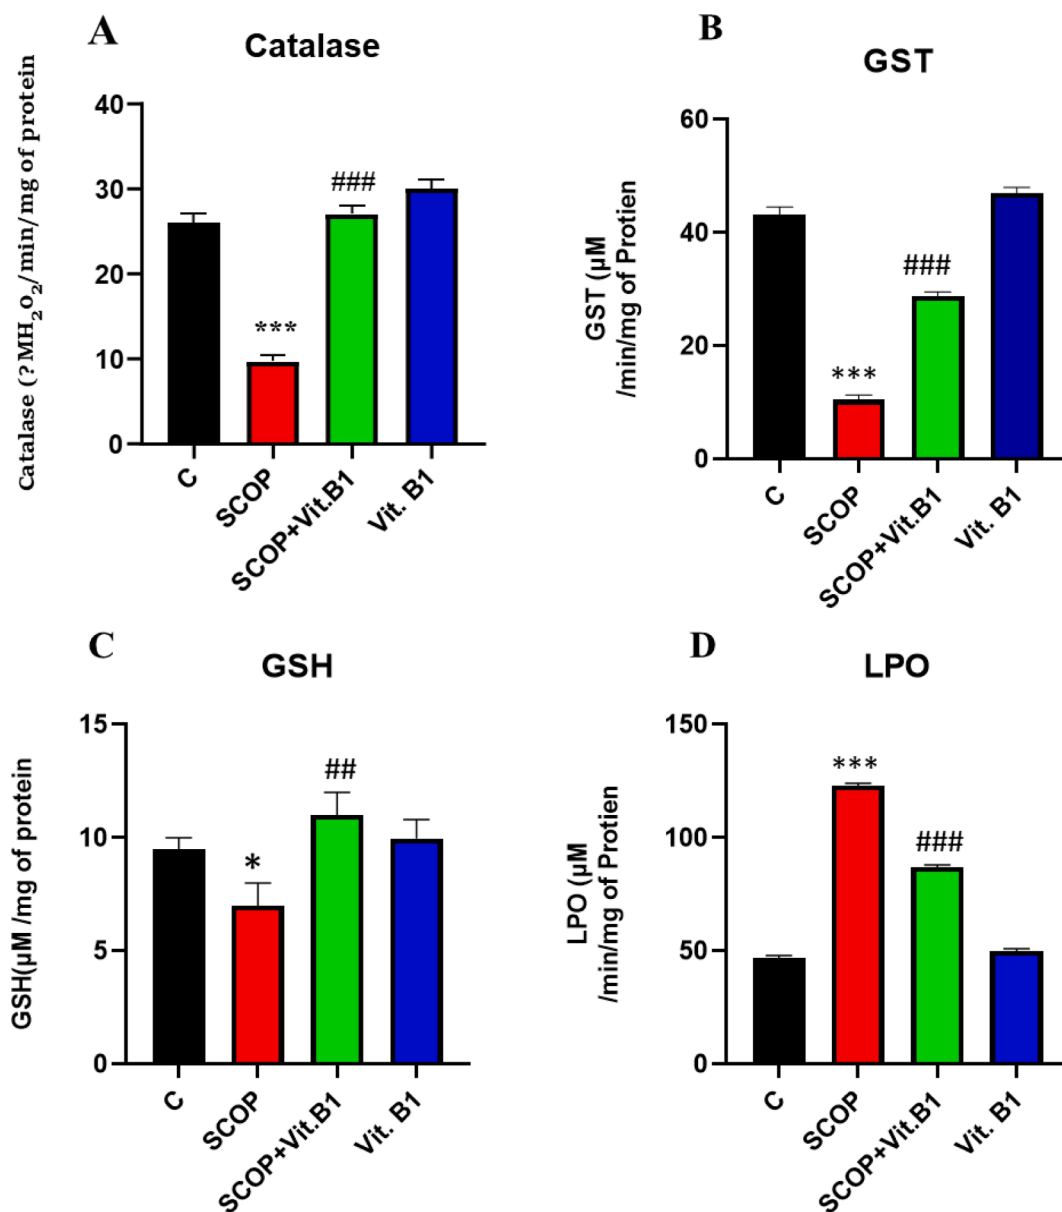 A
Catalase
Catalase (?MH2o2/min/mg of protein
40
30
20
10
0
***
###
C
SCOP
SCOP+Vit.B1
Vit. B1
B
GST
GST (µM
/min/mg of Protien
60
40
20
0
***
###
C
SCOP
SCOP+Vit.B1
Vit. B1
C
GSH
GSH(µM /mg of protein
15
10
5
0
*
##
C
SCOP
SCOP+Vit.B1
Vit. B1
D
LPO
LPO (µM
/min/mg of Protien
150
100
50
0
***
###
C
SCOP
SCOP+Vit.B1
Vit. B1